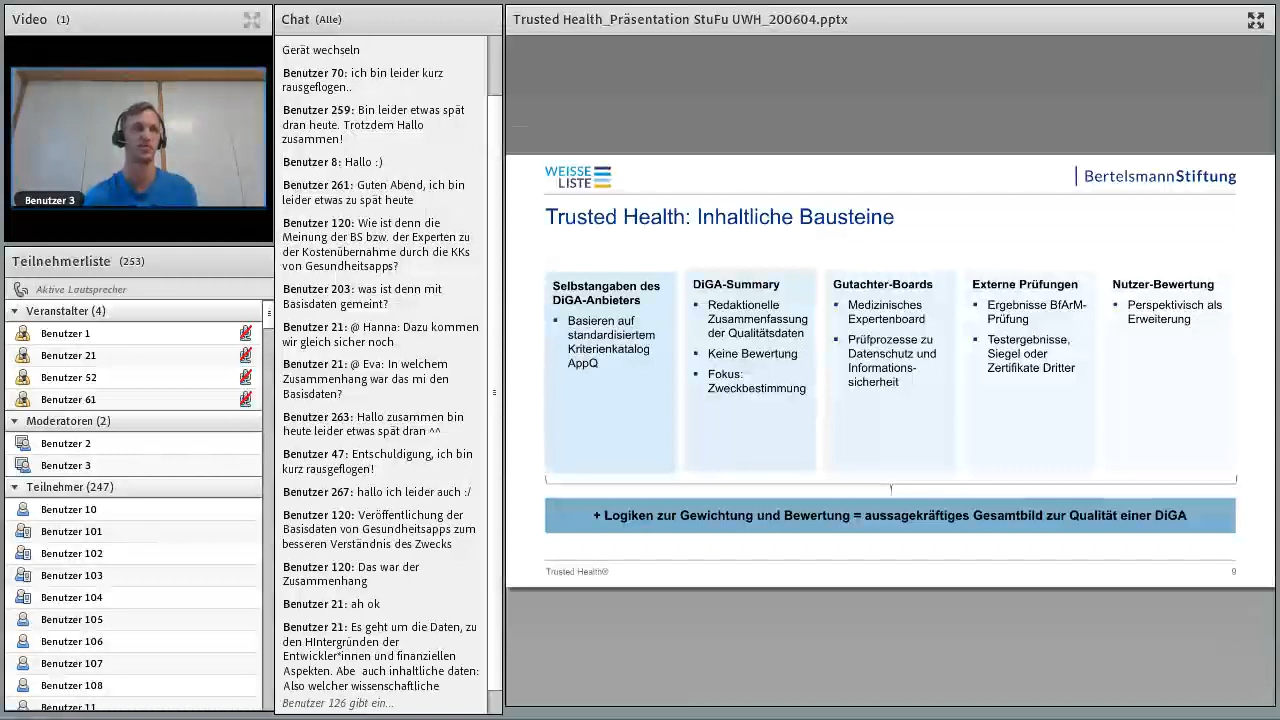 Video (1)
Benutzer 3
Teilnehmerliste (253)
Aktive Lautsprecher
Veranstalter (4)
Benutzer 1
Benutzer 21
Benutzer 52
Benutzer 61
Moderatoren (2)
Benutzer 2
Benutzer 3
Teilnehmer (247)
Benutzer 10
Benutzer 101
Benutzer 102
Benutzer 103
Benutzer 104
Benutzer 105
Benutzer 106
Benutzer 107
Benutzer 108
Benutzer 11
Chat (Alle)
Gerät wechseln
Benutzer 70: ich bin leider kurz
rausgeflogen..
Benutzer 259: Bin leider etwas spät
dran heute. Trotzdem Hallo
zusammen!
Benutzer 8: Hallo :)
Benutzer 261: Guten Abend, ich bin
leider etwas zu spät heute
Benutzer 120: Wie ist denn die
Meinung der BS bzw. der Experten zu
der Kostenübernahme durch die KKs
von Gesundheitsapps?
Benutzer 203: was ist denn mit
Basisdaten gemeint?
Benutzer 21: @ Hanna: Dazu kommen
wir gleich sicher noch
Benutzer 21: @ Eva: In welchem
Zusammenhang war das mi den
Basisdaten?
Benutzer 263: Hallo zusammen bin
heute leider etwas spät dran ^^
Benutzer 47: Entschuldigung, ich bin
kurz rausgeflogen!
Benutzer 267: hallo ich leider auch :/
Benutzer 120: Veröffentlichung der
Basisdaten von Gesundheitsapps zum
besseren Verständnis des Zwecks
Benutzer 120: Das war der
Zusammenhang
Benutzer 21: ah ok
Benutzer 21: Es geht um die Daten, zu
den HIntergründen der
Entwickler*innen und finanziellen
Aspekten. Abe  auch inhaltliche daten:
Also welcher wissenschaftliche
Benutzer 126 gibt ein...
Trusted Health_Präsentation StuFu UWH_200604.pptx
WEISSE
LISTE
BertelsmannStiftung
Trusted Health: Inhaltliche Bausteine
Selbstangaben des
DiGA-Anbieters
▪ Basieren auf
standardisiertem
Kriterienkatalog
AppQ
DiGA-Summary
▪ Redaktionelle
Zusammenfassung
der Qualitätsdaten
▪ Keine Bewertung
▪ Fokus:
Zweckbestimmung
Gutachter-Boards
▪ Medizinisches
Expertenboard
▪ Prüfprozesse zu
Datenschutz und
Informations-
sicherheit
Externe Prüfungen
▪ Ergebnisse BfArM-
Prüfung
▪ Testergebnisse,
Siegel oder
Zertifikate Dritter
Nutzer-Bewertung
▪ Perspektivisch als
Erweiterung
+ Logiken zur Gewichtung und Bewertung = aussagekräftiges Gesamtbild zur Qualität einer DiGA
Trusted Health®
9